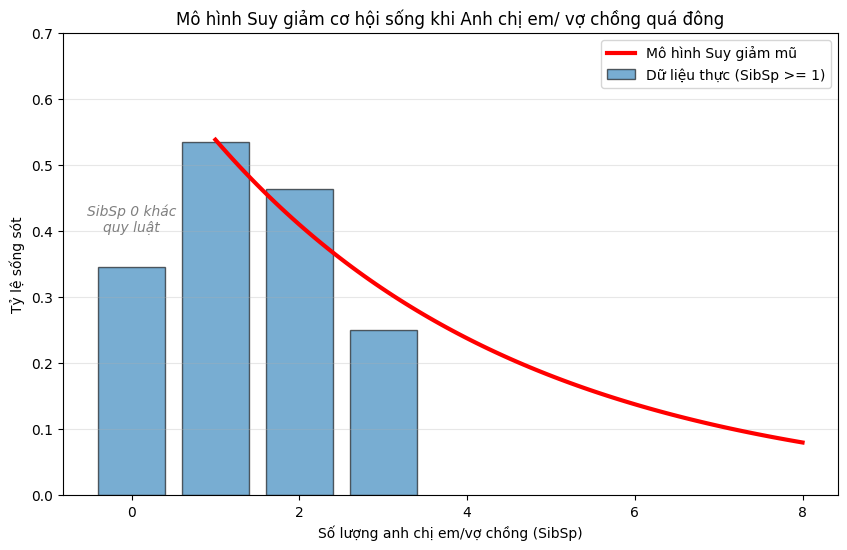 Mô hình Suy giảm cơ hội sống khi Anh chị em/ vợ chồng quá đông
Mô hình Suy giảm mũ
Dữ liệu thực (SibSp >= 1)
0.7
0.6
0.5
0.4
0.3
0.2
0.1
0.0
Tỷ lệ sống sót
SibSp 0 khác
quy luật
0 2 4 6 8
Số lượng anh chị em/vợ chồng (SibSp)